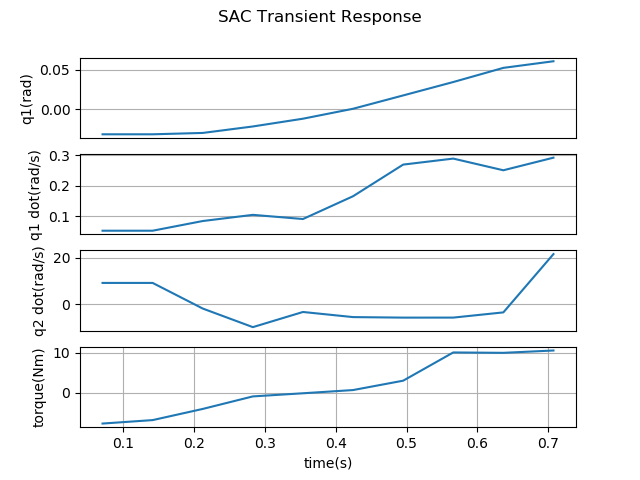 SAC Transient Response
0.05
0.00
q1(rad)
0.3
0.2
0.1
q1 dot(rad/s)
20
0
q2 dot(rad/s)
10
0
torque(Nm)
0.1 0.2 0.3 0.4 0.5 0.6 0.7
time(s)